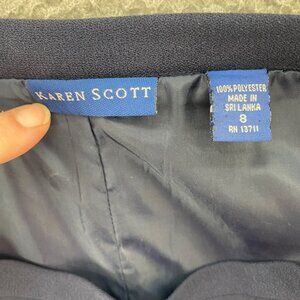 KAREN SCOTT
100% POLYESTER
MADE IN
SRI LANKA
8
RN 13711